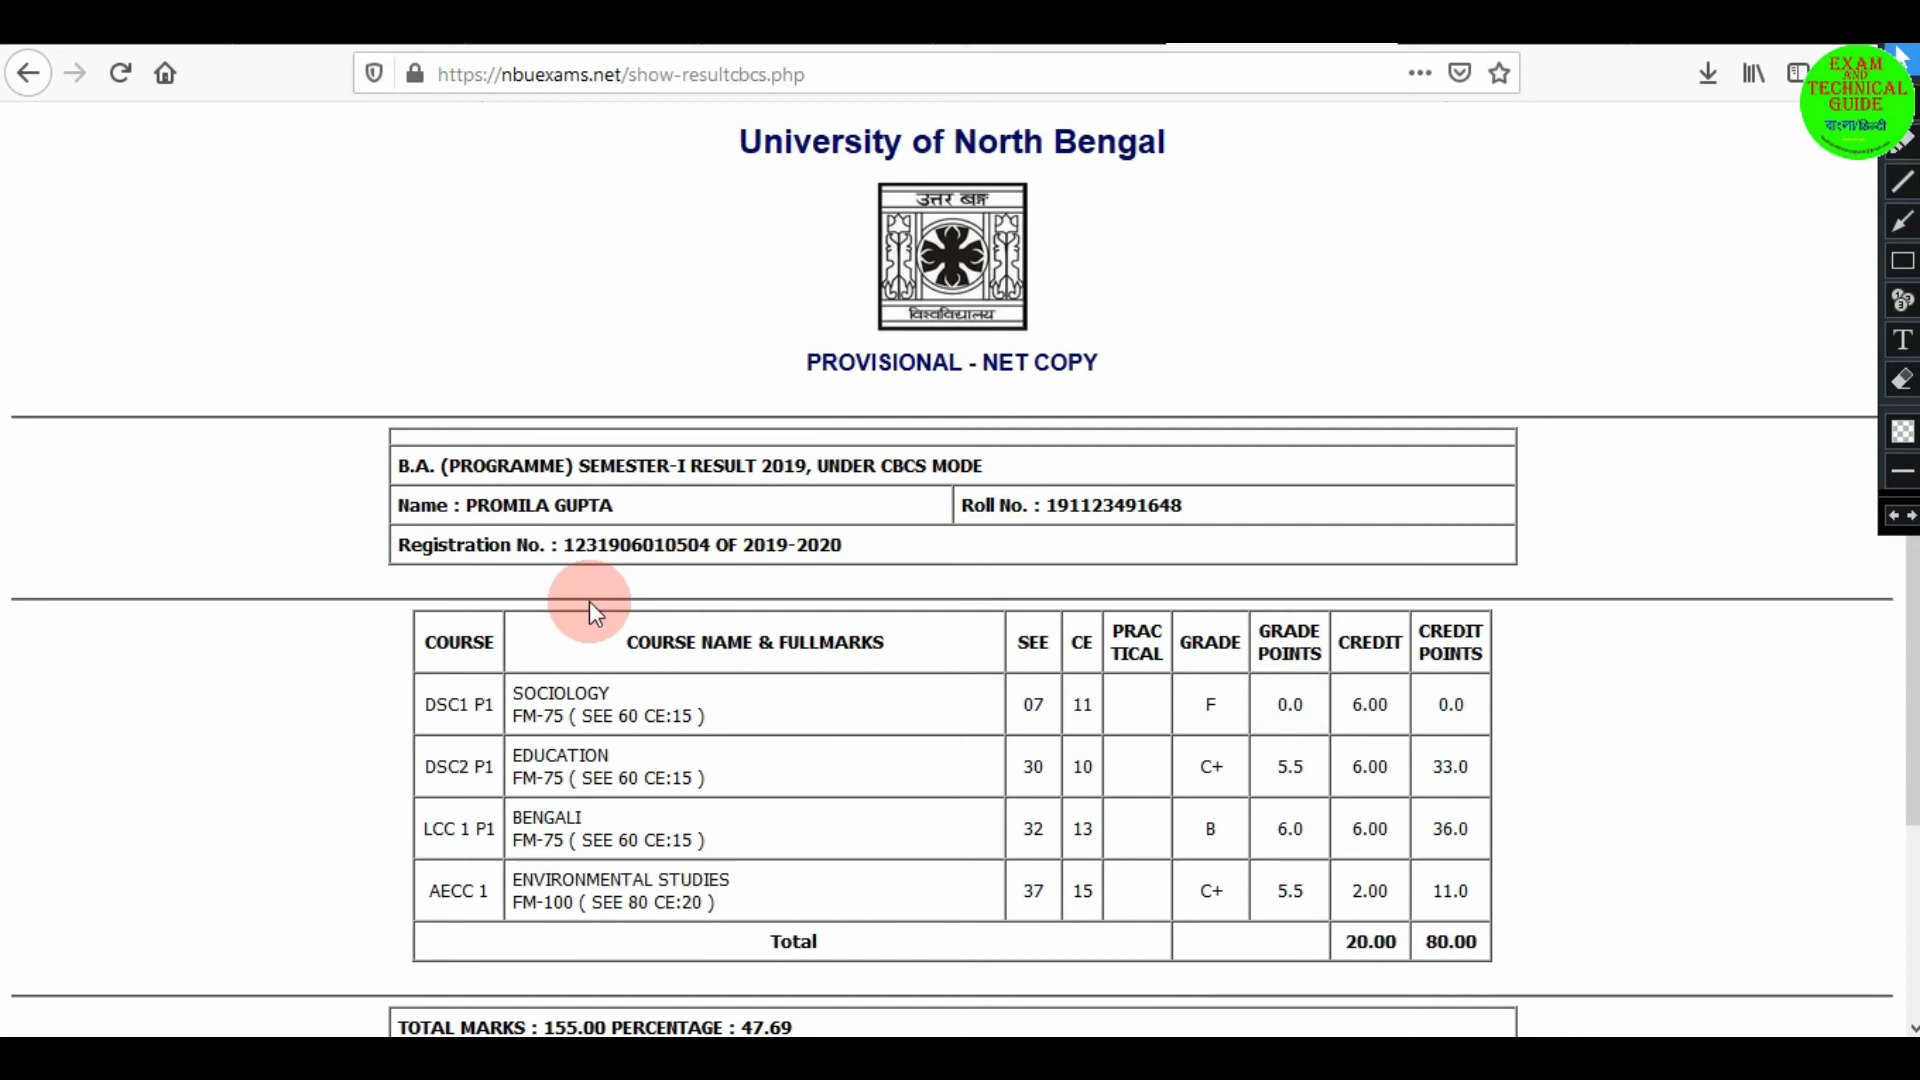 https://nbuexams.net/show-resultcbcs.php
EXAM
AND
TECHNICAL
GUIDE
বাংলা/हिन्दी
University of North Bengal
उत्तर बङ्ग
विश्वविद्यालय
PROVISIONAL - NET COPY
B.A. (PROGRAMME) SEMESTER-I RESULT 2019, UNDER CBCS MODE
Name : PROMILA GUPTA Roll No. : 191123491648
Registration No. : 1231906010504 OF 2019-2020
COURSE COURSE NAME & FULLMARKS SEE CE PRAC TICAL GRADE GRADE POINTS CREDIT CREDIT POINTS
DSC1 P1 SOCIOLOGY 07 11 F 0.0 6.00 0.0
FM-75 ( SEE 60 CE:15 )
DSC2 P1 EDUCATION 30 10 C+ 5.5 6.00 33.0
FM-75 ( SEE 60 CE:15 )
LCC 1 P1 BENGALI 32 13 B 6.0 6.00 36.0
FM-75 ( SEE 60 CE:15 )
AECC 1 ENVIRONMENTAL STUDIES 37 15 C+ 5.5 2.00 11.0
FM-100 ( SEE 80 CE:20 )
Total 20.00 80.00
TOTAL MARKS : 155.00 PERCENTAGE : 47.69